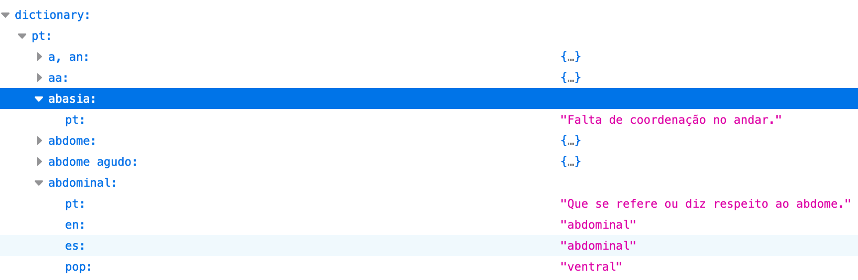 dictionary:
pt:
a, an: {…}
aa: {…}
abasia:
pt: "Falta de coordenação no andar."
abdome: {…}
abdome agudo: {…}
abdominal:
pt: "Que se refere ou diz respeito ao abdome."
en: "abdominal"
es: "abdominal"
pop: "ventral"